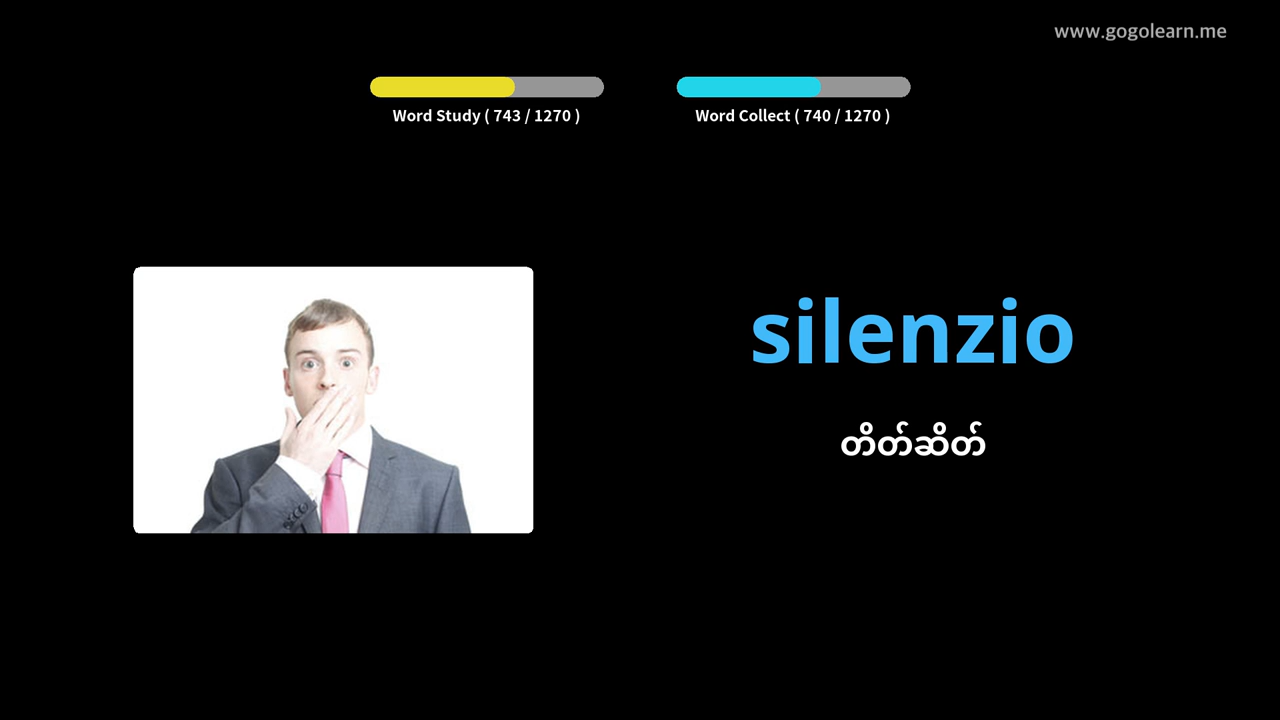 www.gogolearn.me
Word Study ( 743 / 1270 )
Word Collect ( 740 / 1270 )
silenzio
တိတ်ဆိတ်